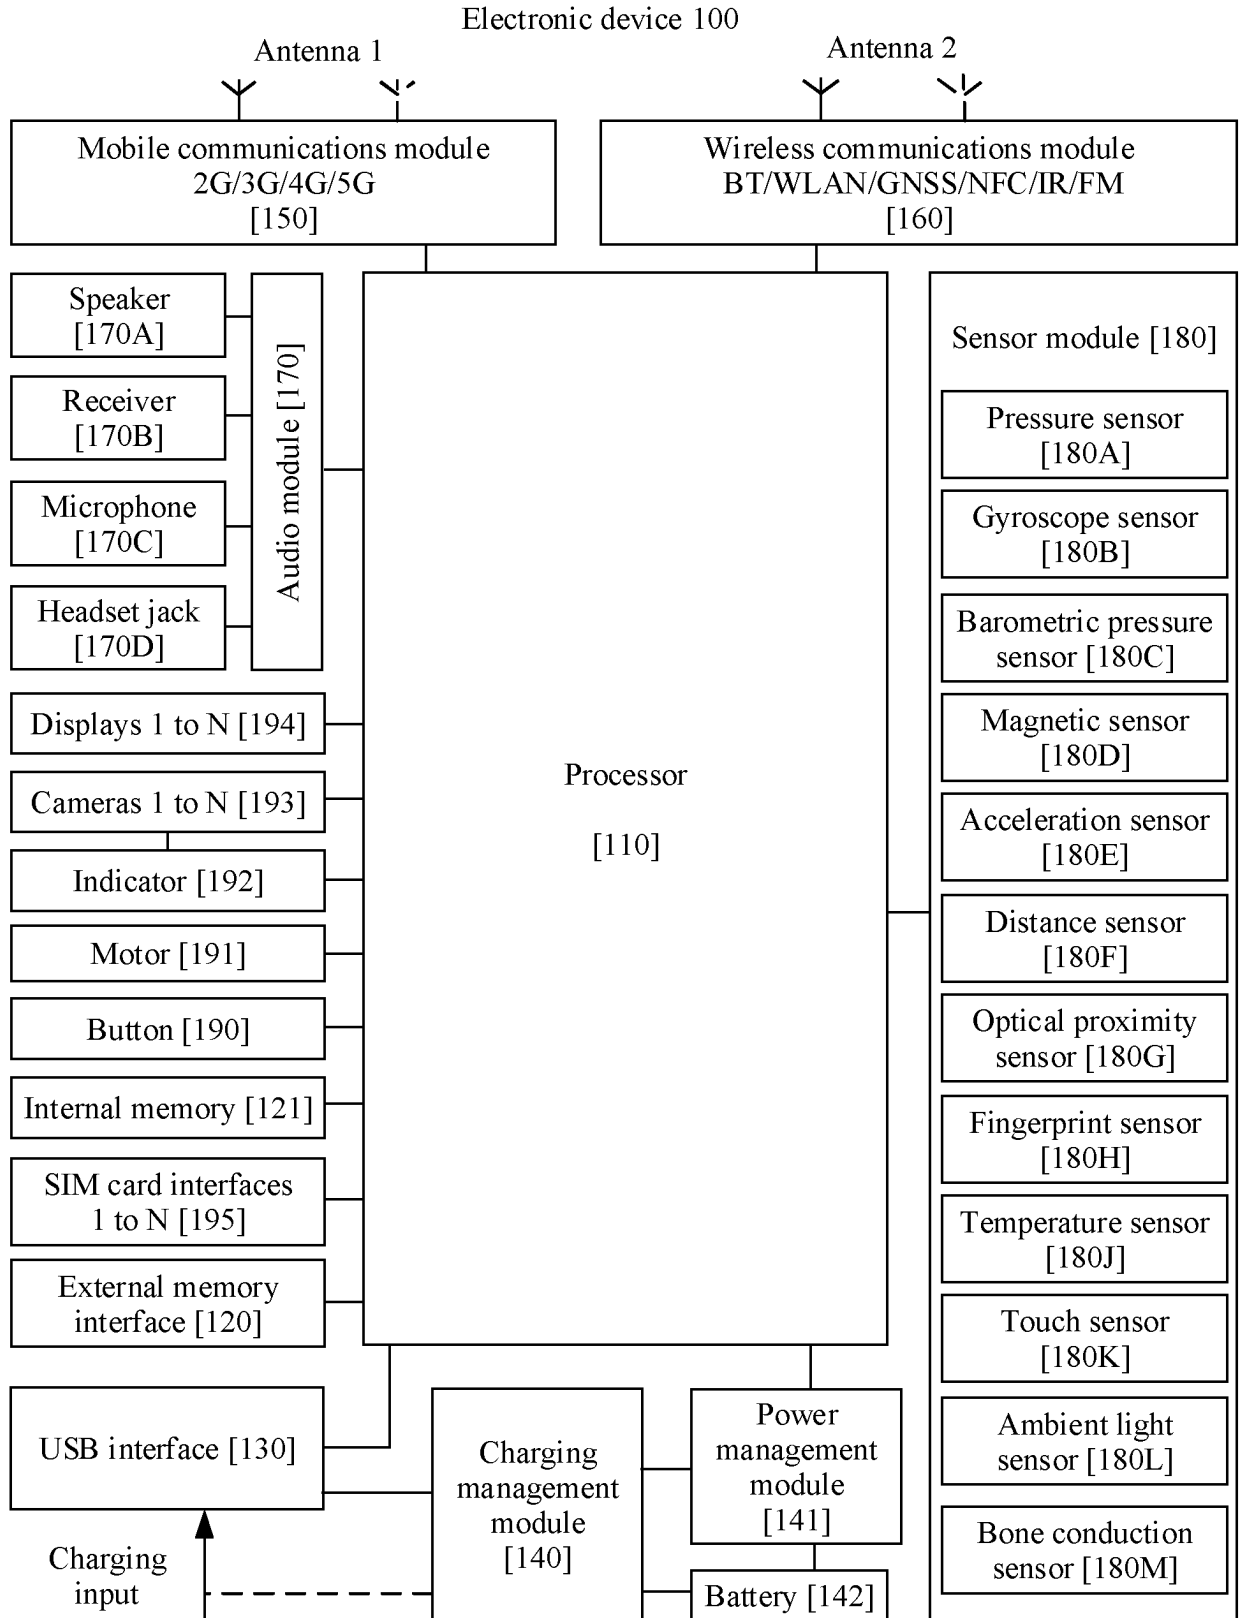 Electronic device 100
Antenna 1
Antenna 2
Mobile communications module
2G/3G/4G/5G
[150]
Wireless communications module
BT/WLAN/GNSS/NFC/IR/FM
[160]
Speaker
[170A]
Receiver
[170B]
Microphone
[170C]
Headset jack
[170D]
Audio module [170]
Displays 1 to N [194]
Cameras 1 to N [193]
Indicator [192]
Motor [191]
Button [190]
Internal memory [121]
SIM card interfaces
1 to N [195]
External memory
interface [120]
Processor
[110]
Sensor module [180]
Pressure sensor
[180A]
Gyroscope sensor
[180B]
Barometric pressure
sensor [180C]
Magnetic sensor
[180D]
Acceleration sensor
[180E]
Distance sensor
[180F]
Optical proximity
sensor [180G]
Fingerprint sensor
[180H]
Temperature sensor
[180J]
Touch sensor
[180K]
Ambient light
sensor [180L]
Bone conduction
sensor [180M]
USB interface [130]
Charging
input
Charging
management
module
[140]
Power
management
module
[141]
Battery [142]